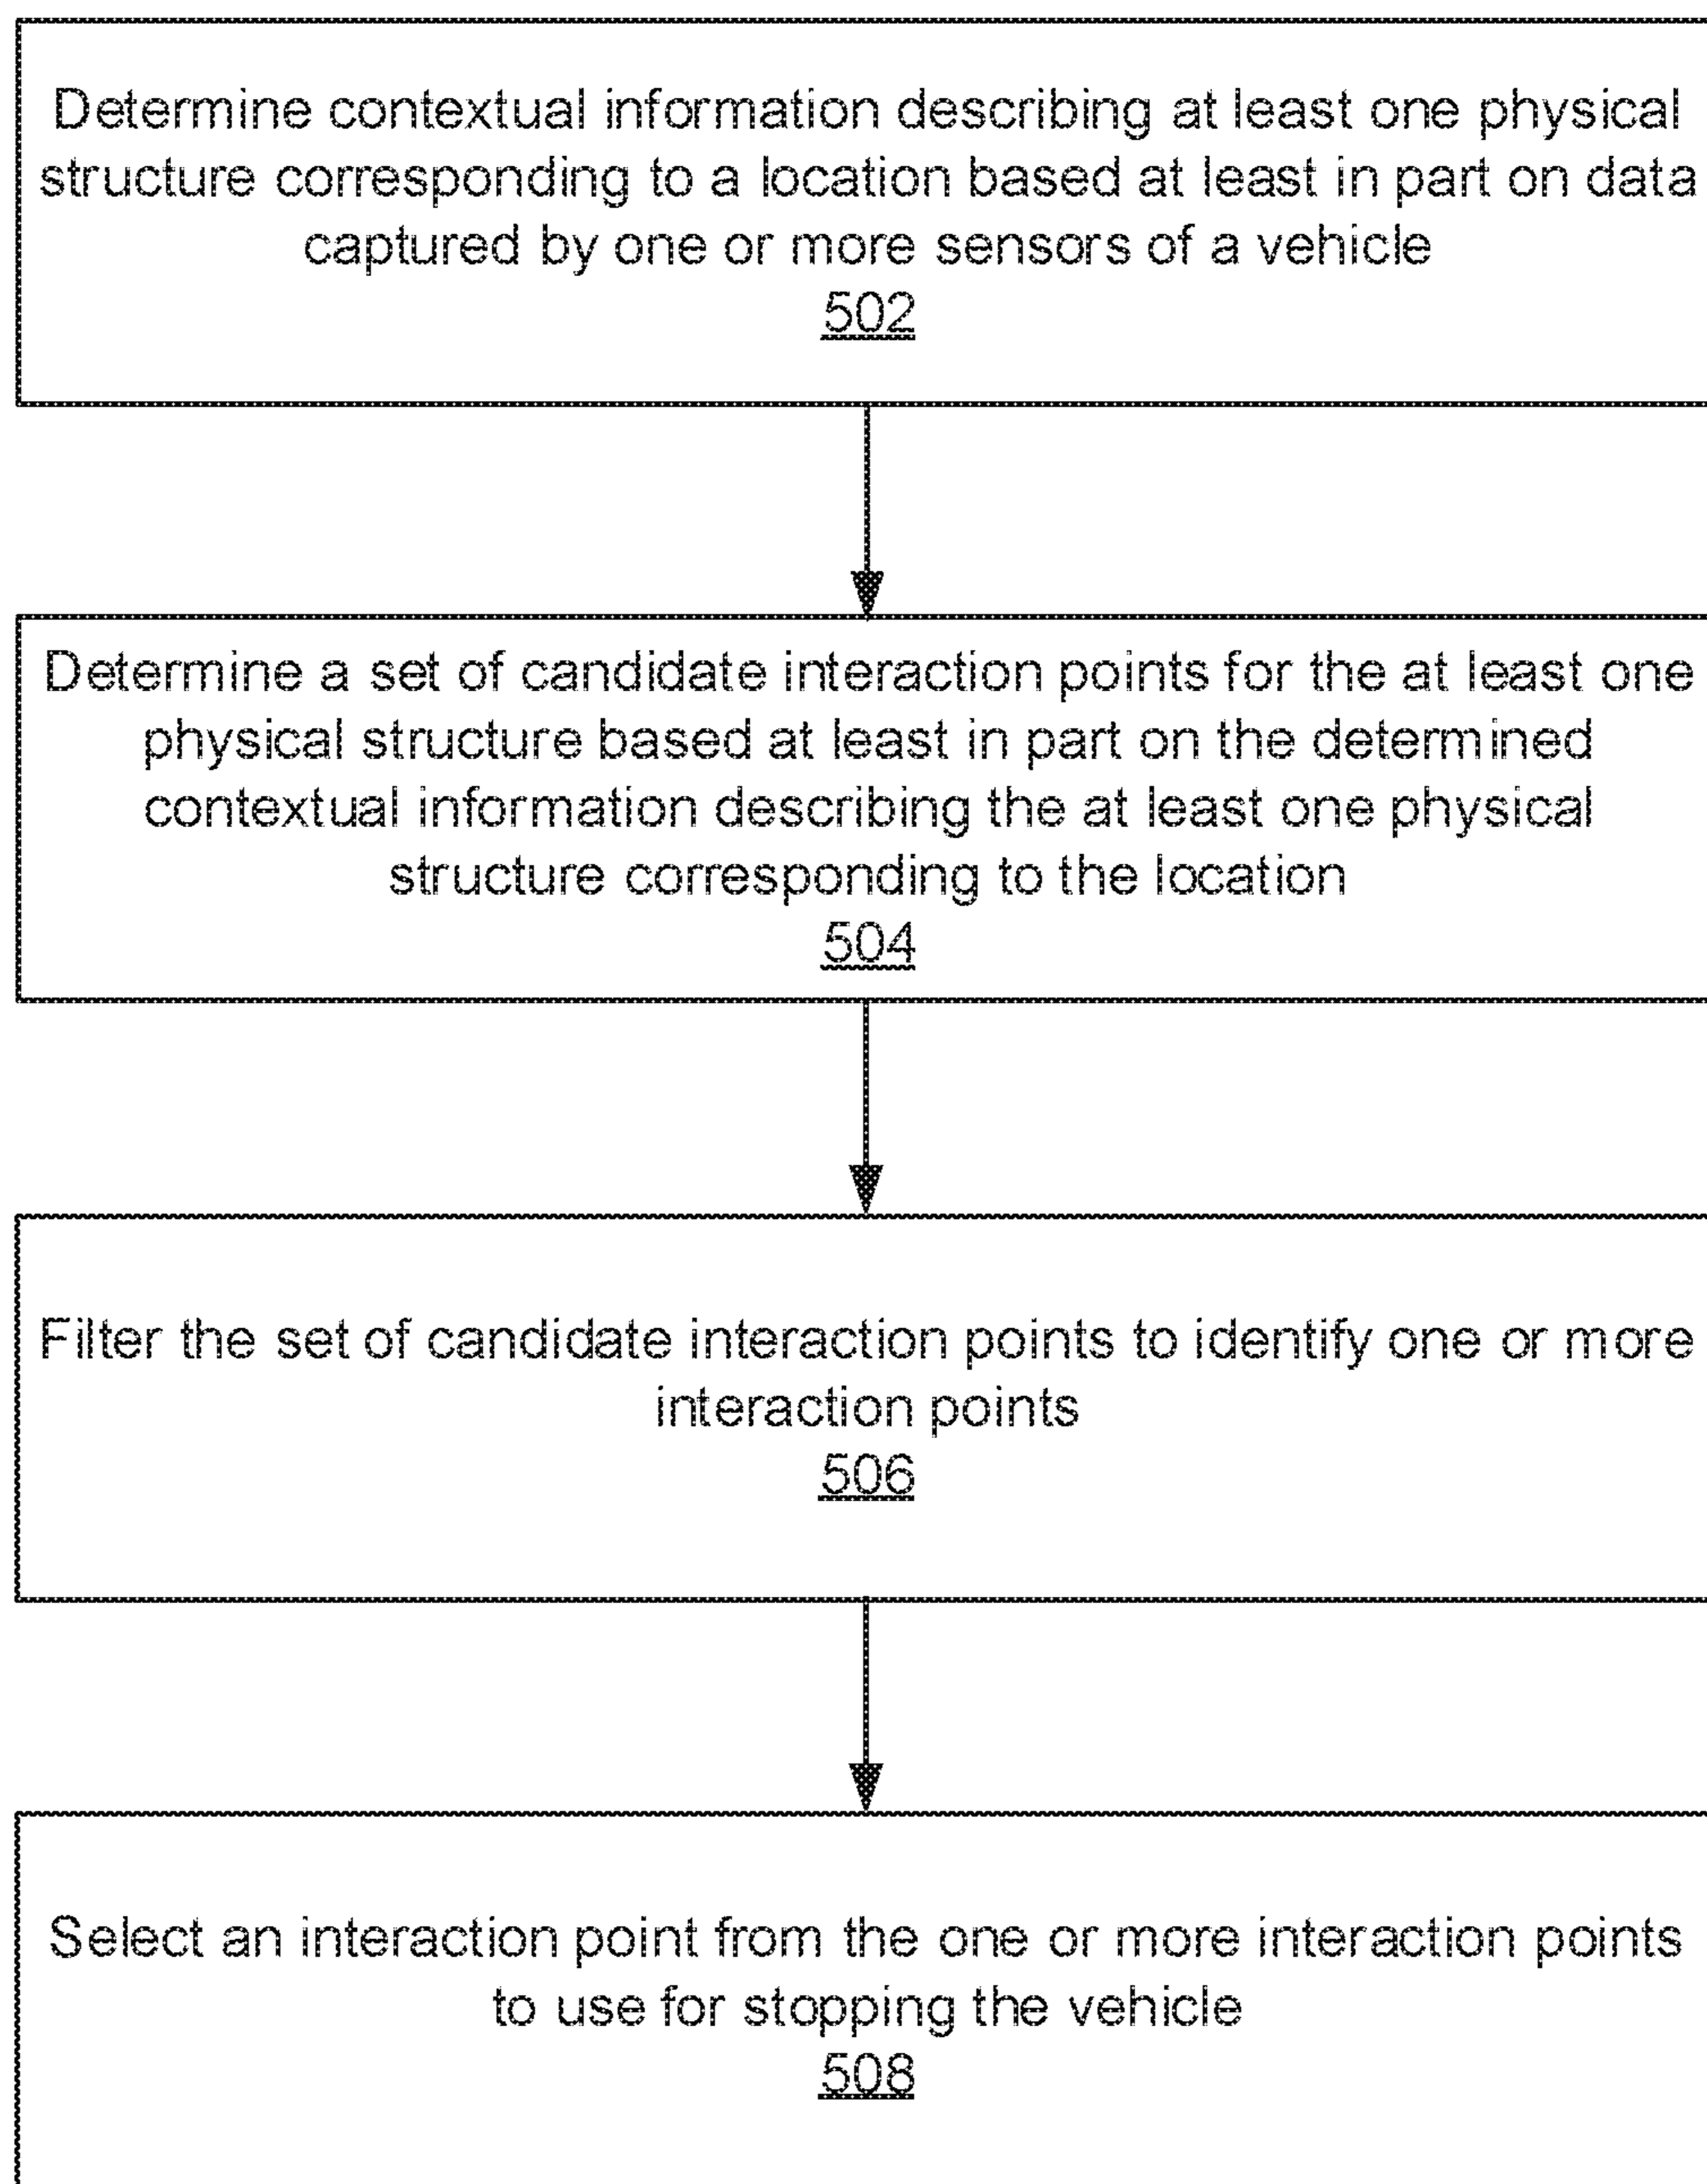 Determine contextual information describing at least one physical
structure corresponding to a location based at least in part on data
captured by one or more sensors of a vehicle
502
Determine a set of candidate interaction points for the at least one
physical structure based at least in part on the determined
contextual information describing the at least one physical
structure corresponding to the location
504
Filter the set of candidate interaction points to identify one or more
interaction points
506
Select an interaction point from the one or more interaction points
to use for stopping the vehicle
508